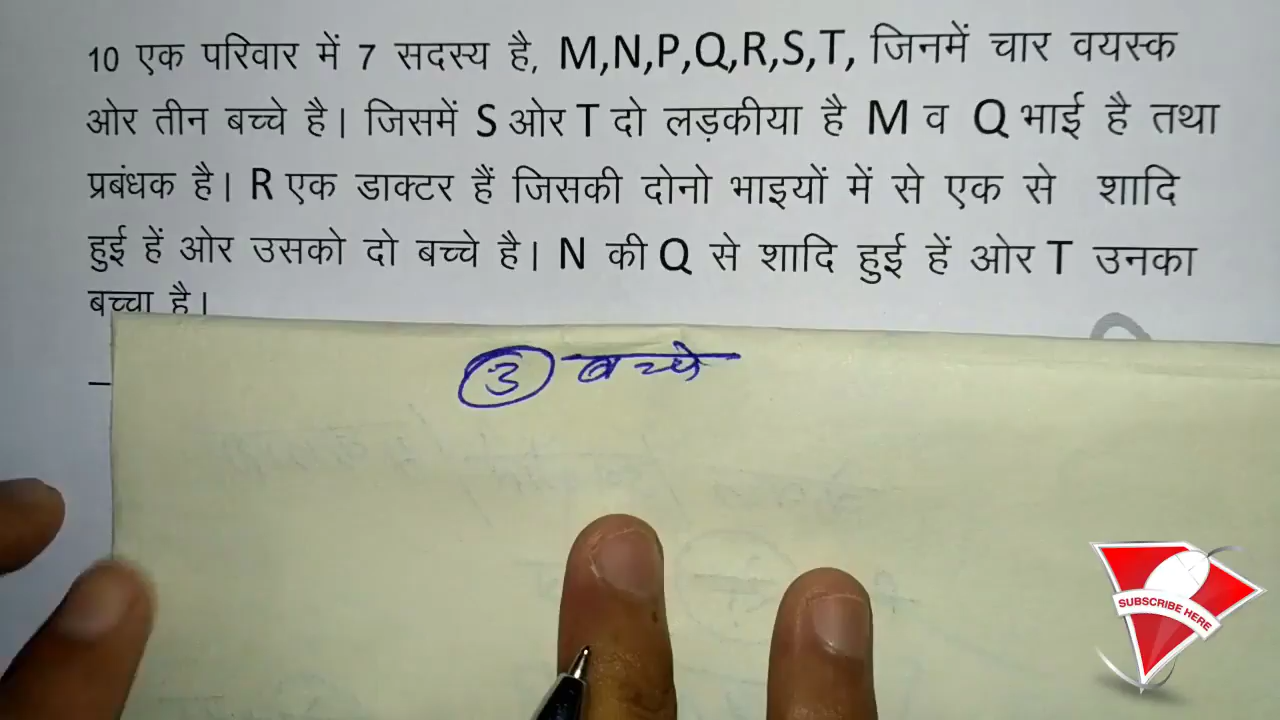 10 एक परिवार में 7 सदस्य है, M,N,P,Q,R,S,T, जिनमें चार वयस्क
ओर तीन बच्चे है। जिसमें S ओर T दो लड़कीया है M व Q भाई है तथा
प्रबंधक है। R एक डाक्टर हैं जिसकी दोनो भाइयों में से एक से शादि
हुई हें ओर उसको दो बच्चे है। N की Q से शादि हुई हें ओर T उनका
बच्चा है।
3 बच्चे
SUBSCRIBE HERE